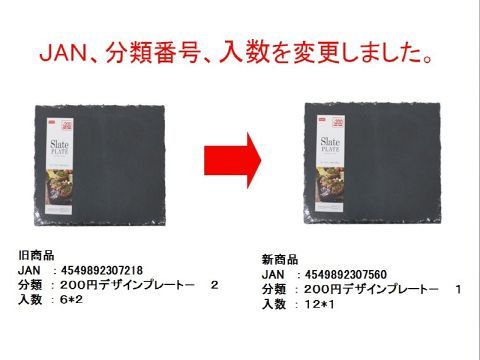 JAN、分類番号、入数を変更しました。
Slate
PLATE
旧商品
JAN ：4549892307218
分類 ：200円デザインプレートー 2
入数 ：6*2
Slate
PLATE
新商品
JAN ：4549892307560
分類 ：200円デザインプレートー 1
入数 ：12*1